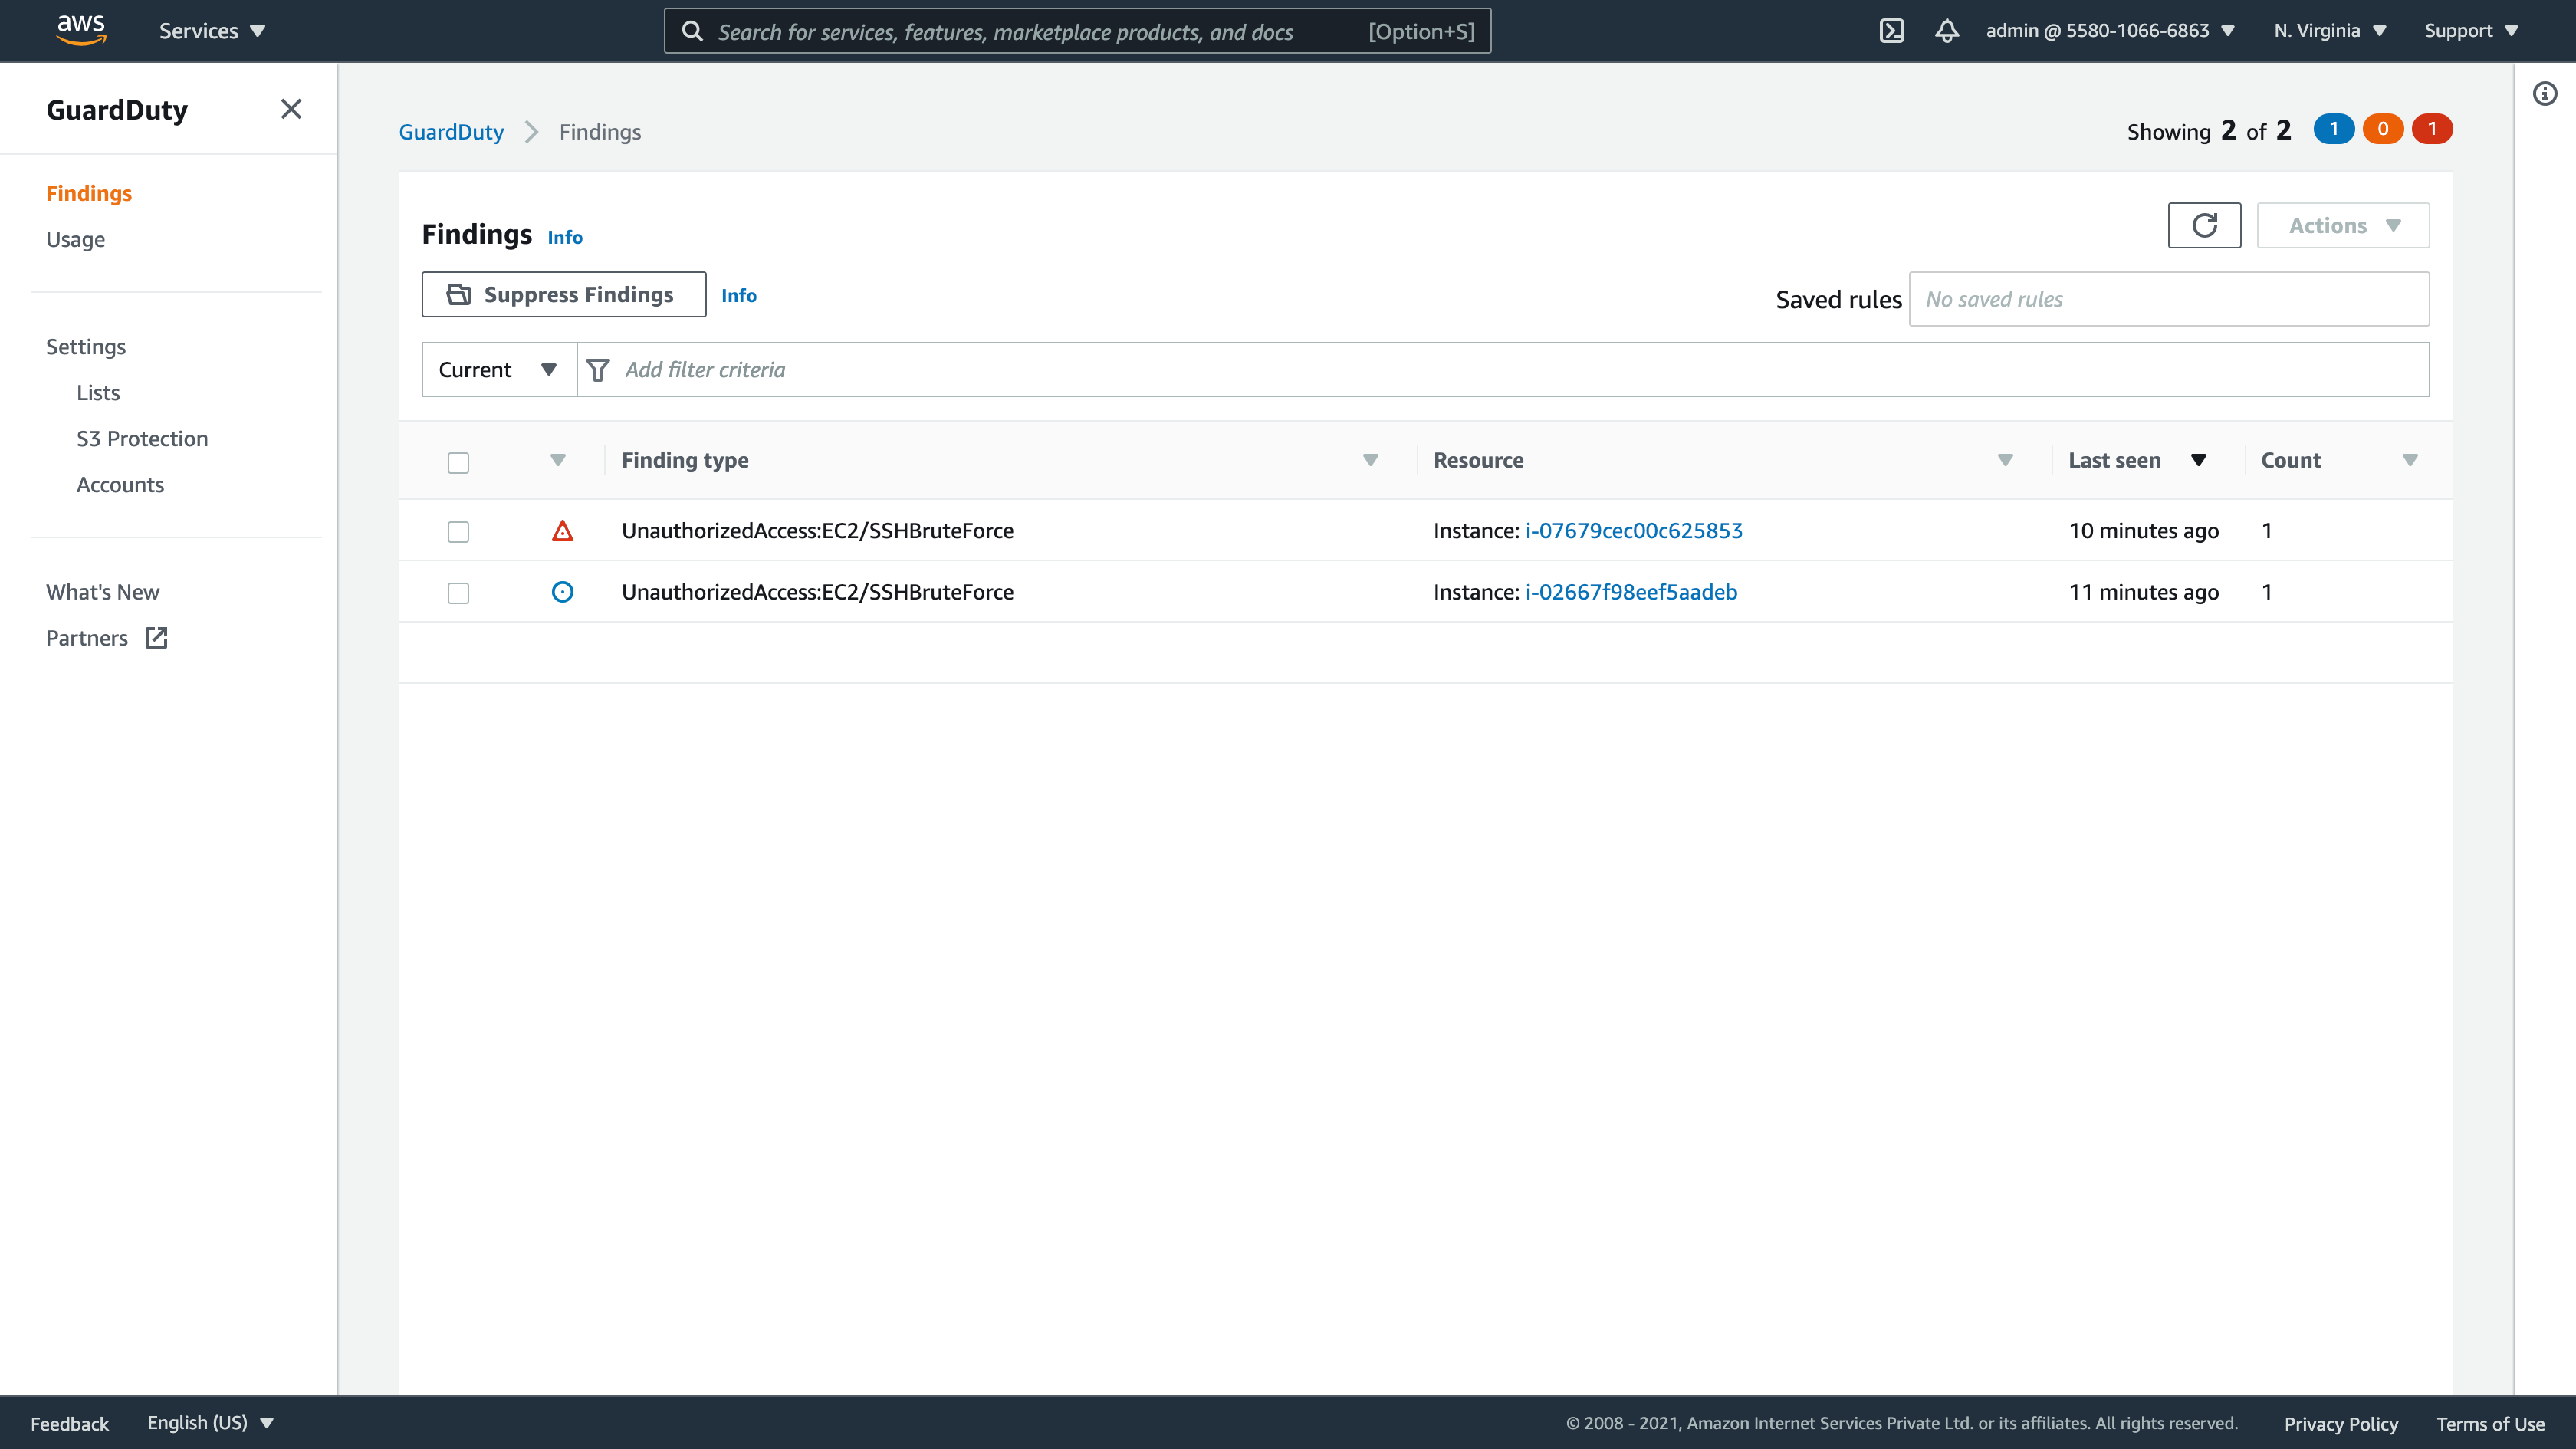 aws Services Search for services, features, marketplace products, and docs [Option+S] admin @ 5580-1066-6863 N. Virginia Support
GuardDuty
Findings
Usage
Settings
Lists
S3 Protection
Accounts
What's New
Partners
GuardDuty Findings
Showing 2 of 2 1 0 1
Findings Info
Actions
Suppress Findings Info
Saved rules No saved rules
Current Add filter criteria
Finding type Resource Last seen Count
UnauthorizedAccess:EC2/SSHBruteForce Instance: i-07679cec00c625853 10 minutes ago 1
UnauthorizedAccess:EC2/SSHBruteForce Instance: i-02667f98eef5aadeb 11 minutes ago 1
Feedback English (US) © 2008 - 2021, Amazon Internet Services Private Ltd. or its affiliates. All rights reserved. Privacy Policy Terms of Use